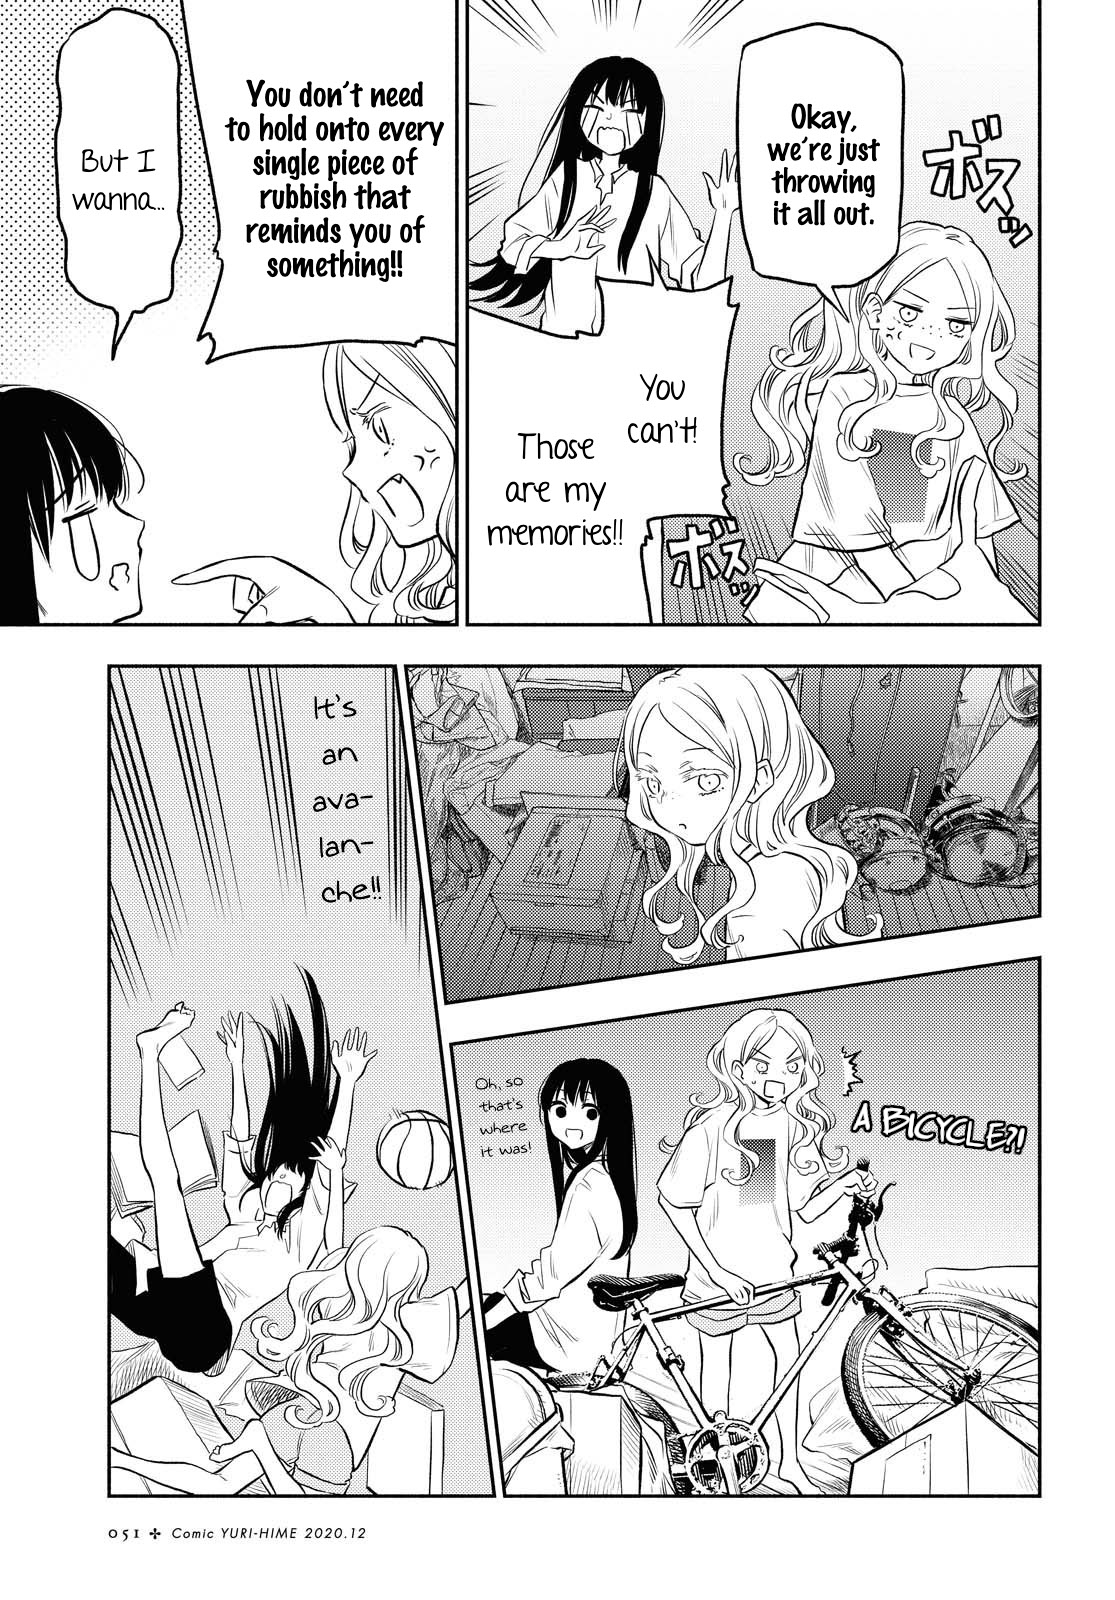 Okay,
we're just
throwing
it all out.
ボスッ
You
can't!
Those
are my
memories!!
ボスッ
You don't need
to hold onto every
single piece of
rubbish that
reminds you of
something!!
But I
wanna...
A BICYCLE?!
Oh, so
that's
where
it was!
It's
an
ava-
lan-
che!!
051 ✣ Comic YURI-HIME 2020.12